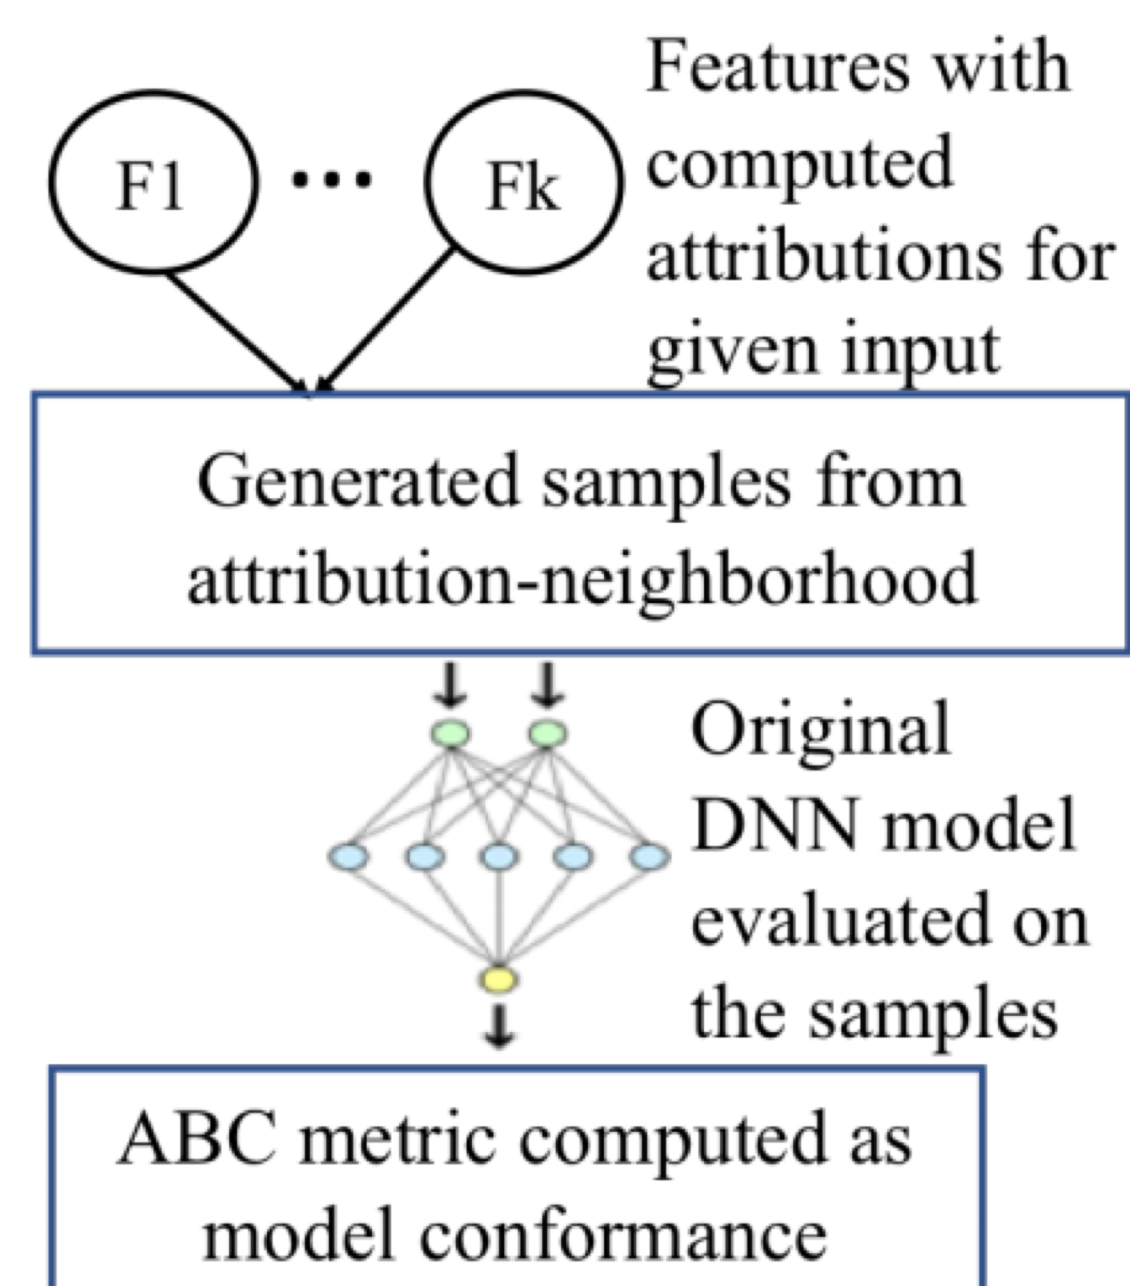 F1 ... Fk
Features with
computed
attributions for
given input
Generated samples from
attribution-neighborhood
Original
DNN model
evaluated on
the samples
ABC metric computed as
model conformance